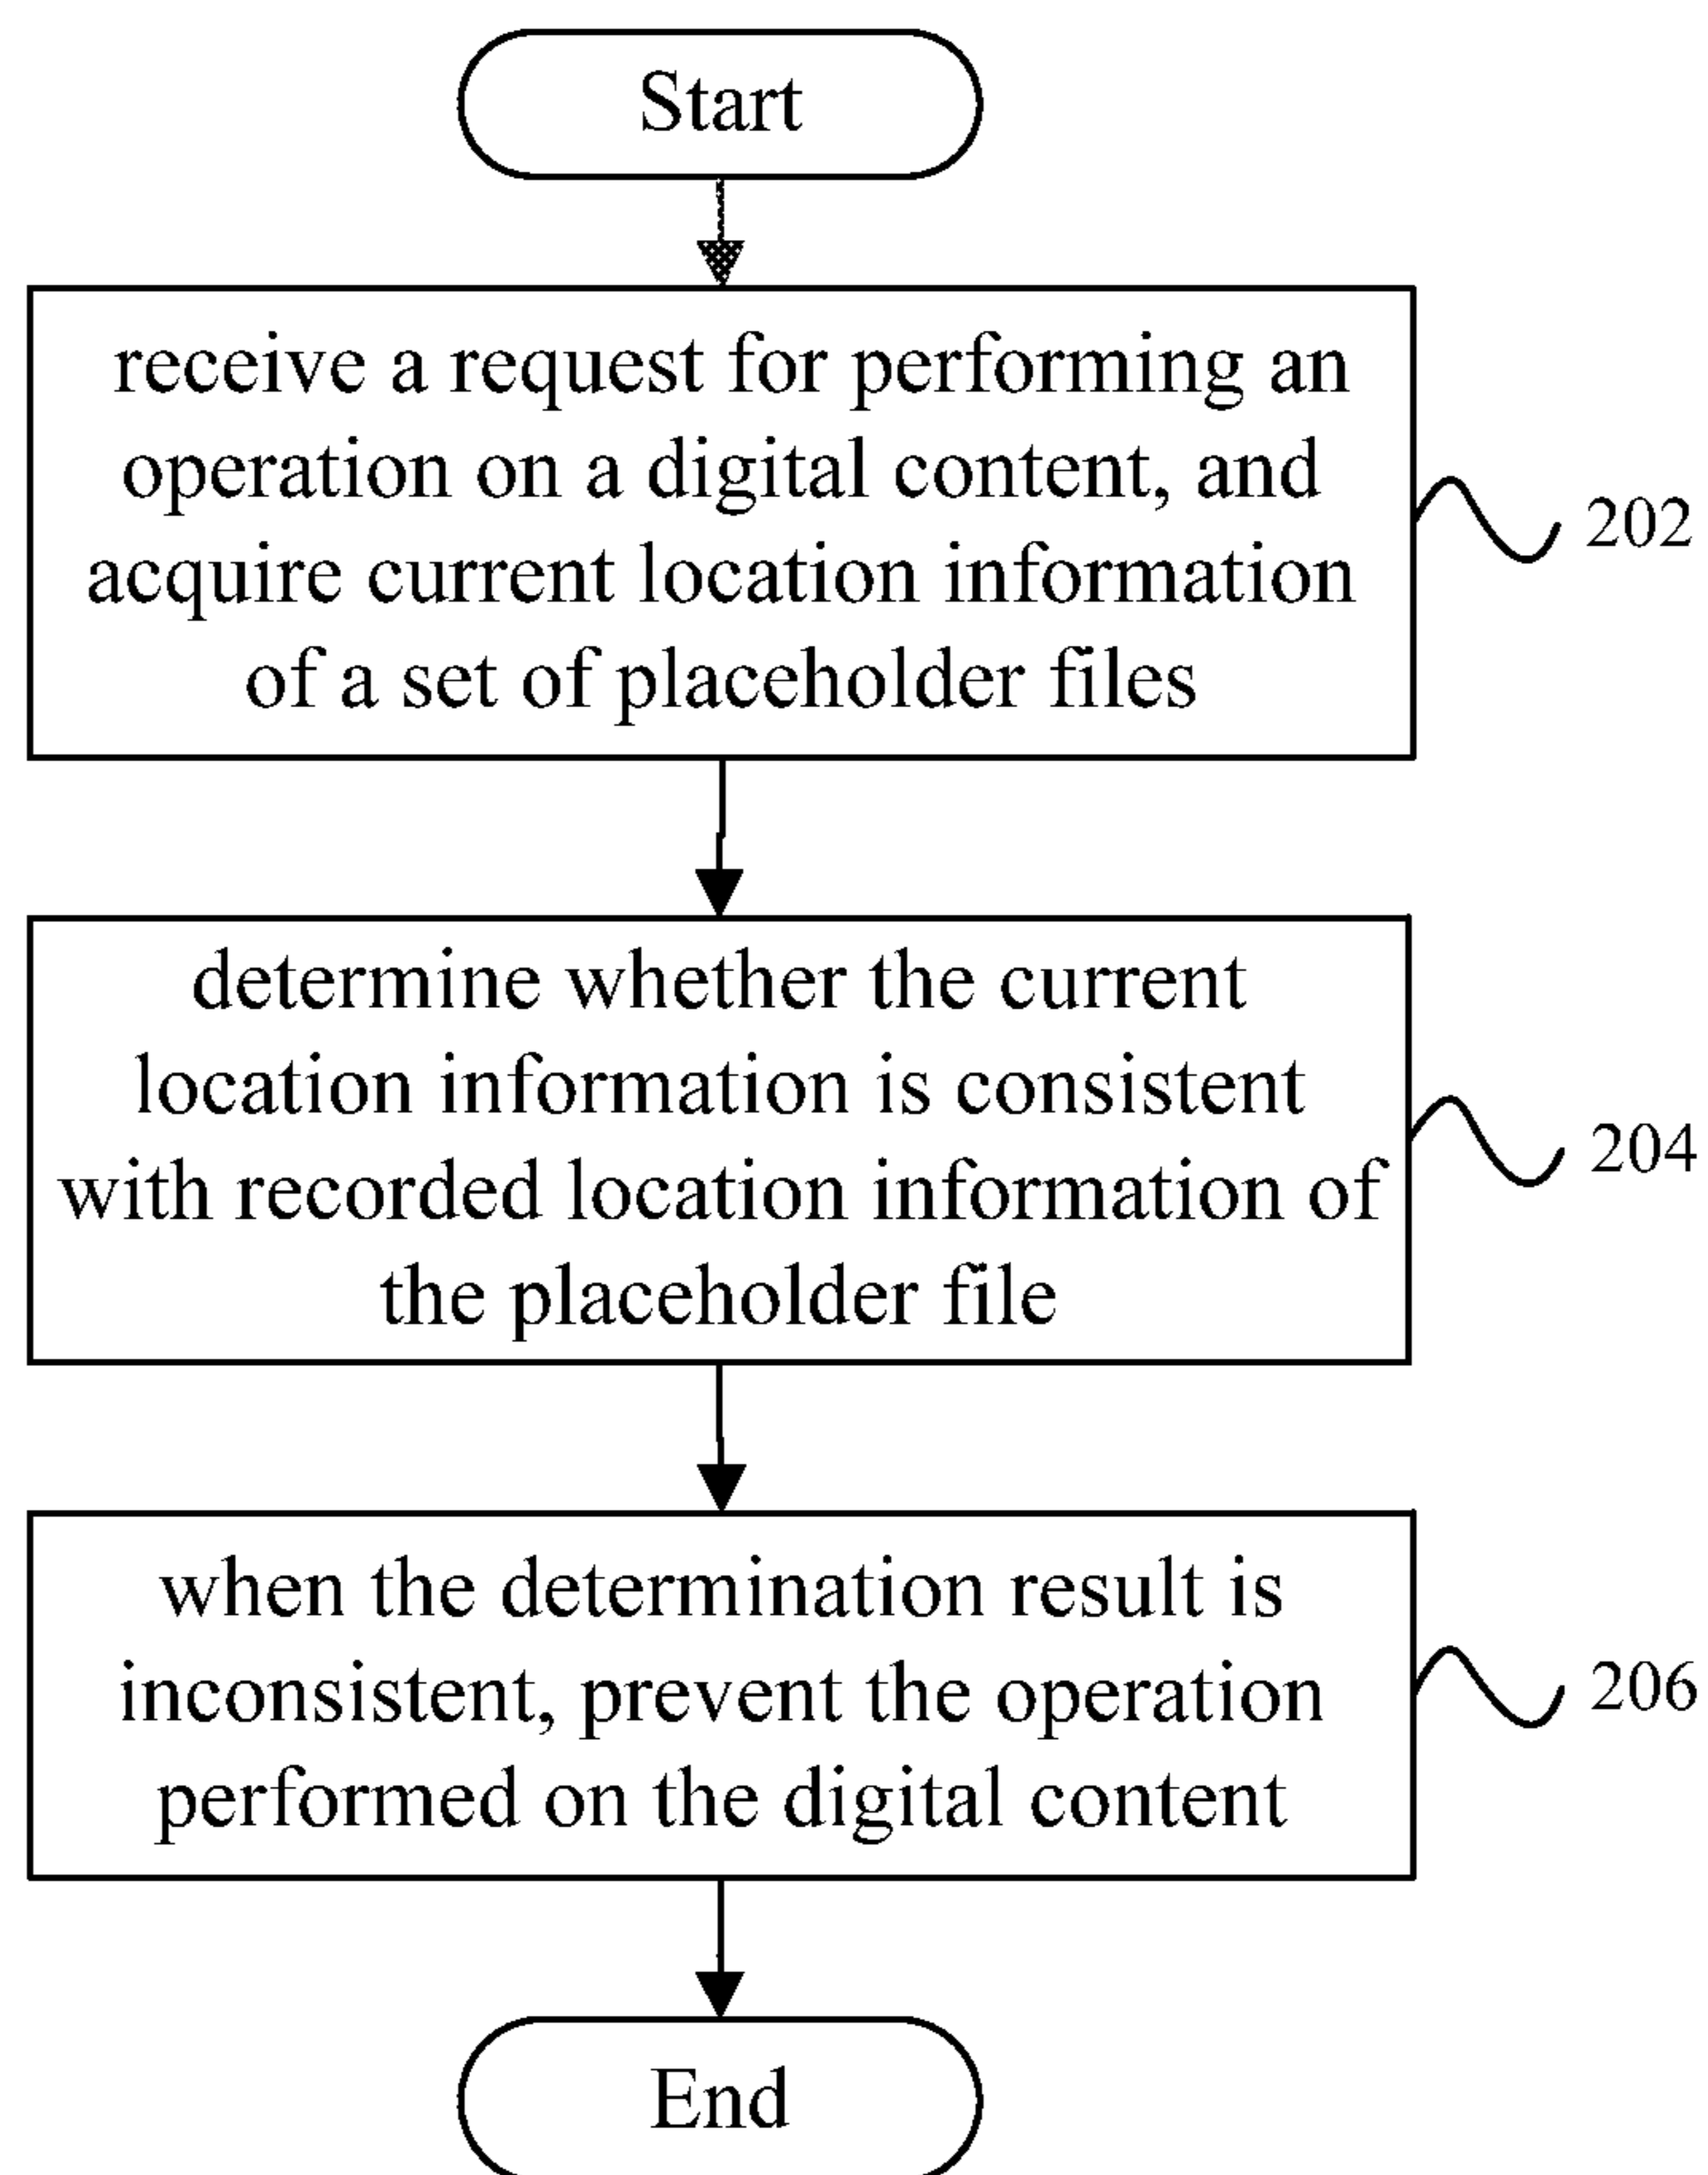 Start
receive a request for performing an
operation on a digital content, and
acquire current location information
of a set of placeholder files
202
determine whether the current
location information is consistent
with recorded location information of
the placeholder file
204
when the determination result is
inconsistent, prevent the operation
performed on the digital content
206
End